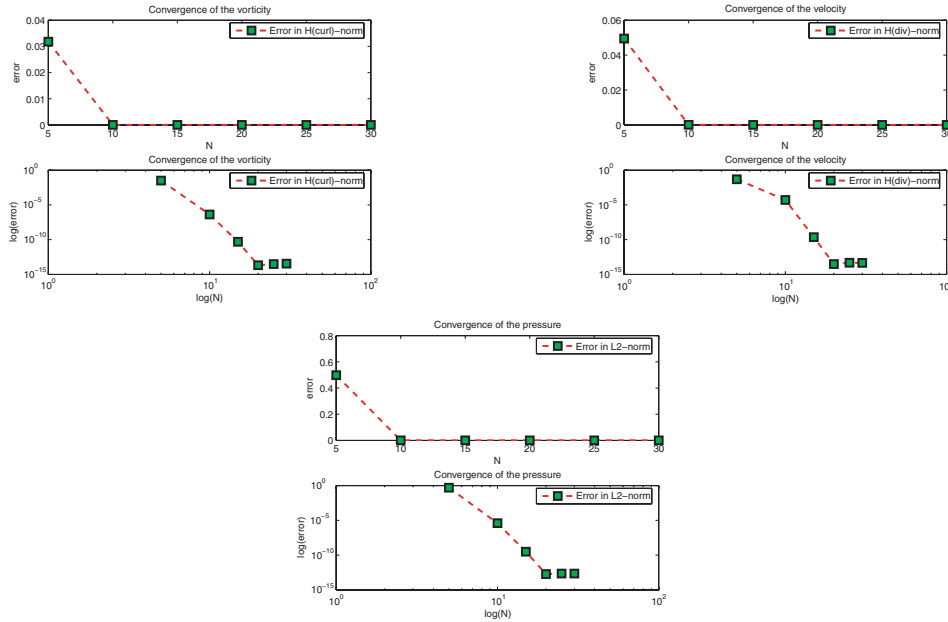 Convergence of the vorticity
0.04
0.03
0.02
0.01
0
error
Error in H(curl)-norm
5 10 15 20 25 30
N
Convergence of the vorticity
10^0
10^-5
10^-10
10^-15
log(error)
Error in H(curl)-norm
10^0 10^1 10^2
log(N)
Convergence of the velocity
0.06
0.04
0.02
0
error
Error in H(div)-norm
5 10 15 20 25 30
N
Convergence of the velocity
10^0
10^-5
10^-10
10^-15
log(error)
Error in H(div)-norm
10^0 10^1
log(N)
Convergence of the pressure
0.8
0.6
0.4
0.2
0
error
Error in L2-norm
5 10 15 20 25 30
N
Convergence of the pressure
10^0
10^-5
10^-10
10^-15
log(error)
Error in L2-norm
10^0 10^1 10^2
log(N)